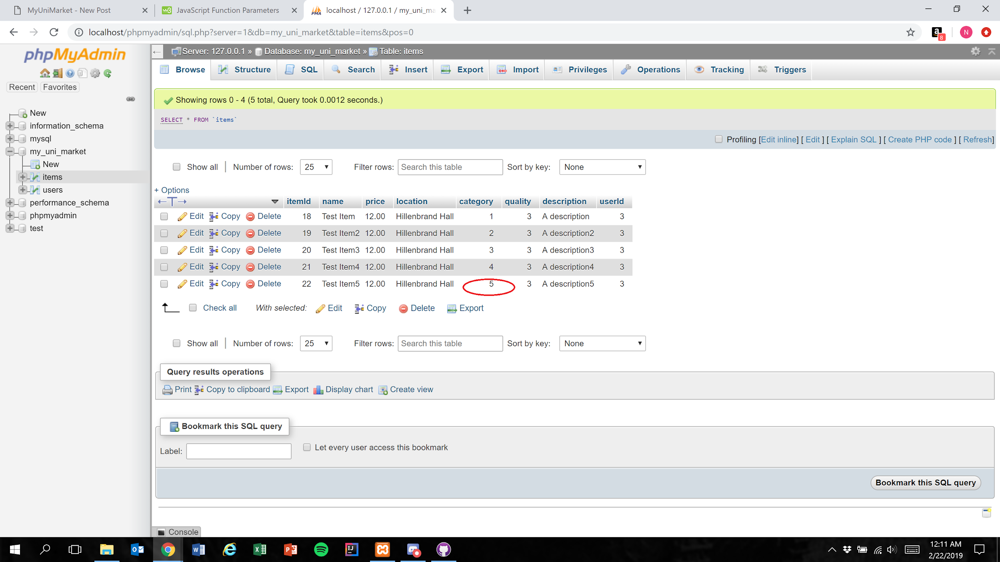 MyUniMarket - New Post
JavaScript Function Parameters
localhost / 127.0.0.1 / my_uni_ma
localhost/phpmyadmin/sql.php?server=1&db=my_uni_market&table=items&pos=0
8
N
phpMyAdmin
Recent Favorites
New
information_schema
mysql
my_uni_market
New
items
users
performance_schema
phpmyadmin
test
Server: 127.0.0.1 » Database: my_uni_market » Table: items
Browse Structure SQL Search Insert Export Import Privileges Operations Tracking Triggers
Showing rows 0 - 4 (5 total, Query took 0.0012 seconds.)
SELECT * FROM `items`
Profiling [Edit inline] [ Edit ] [ Explain SQL ] [ Create PHP code ] [ Refresh]
Show all Number of rows: 25 Filter rows: Search this table Sort by key: None
+ Options
itemId name price location category quality description userId
Edit Copy Delete 18 Test Item 12.00 Hillenbrand Hall 1 3 A description 3
Edit Copy Delete 19 Test Item2 12.00 Hillenbrand Hall 2 3 A description2 3
Edit Copy Delete 20 Test Item3 12.00 Hillenbrand Hall 3 3 A description3 3
Edit Copy Delete 21 Test Item4 12.00 Hillenbrand Hall 4 3 A description4 3
Edit Copy Delete 22 Test Item5 12.00 Hillenbrand Hall 5 3 A description5 3
Check all With selected: Edit Copy Delete Export
Show all Number of rows: 25 Filter rows: Search this table Sort by key: None
Query results operations
Print Copy to clipboard Export Display chart Create view
Bookmark this SQL query
Label: Let every user access this bookmark
Bookmark this SQL query
Console
12:11 AM
2/22/2019